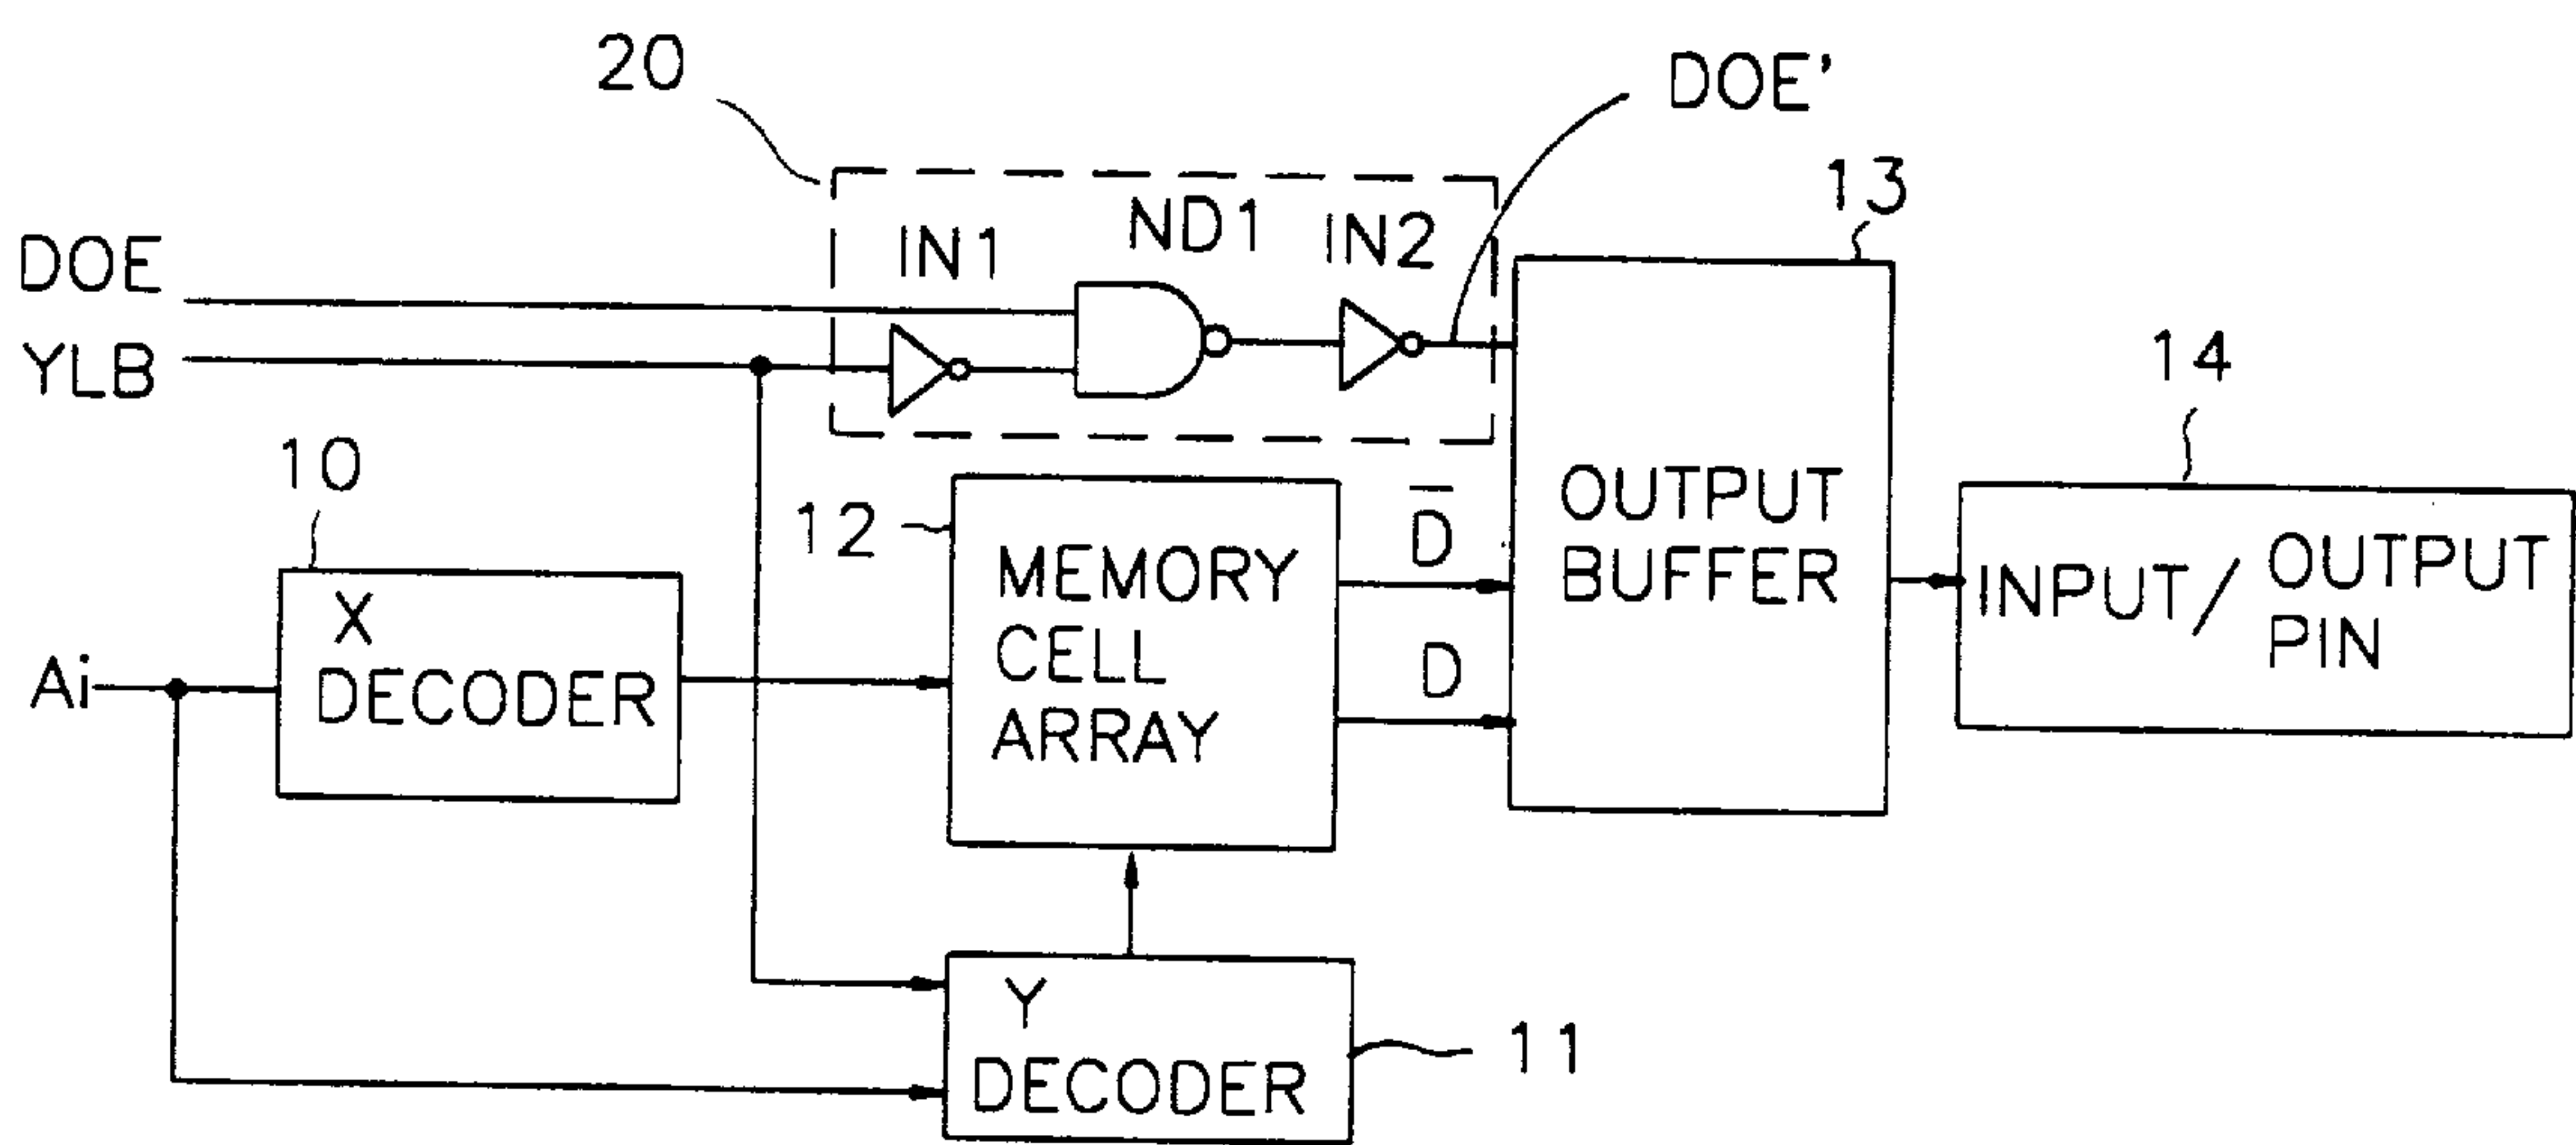 20
DOE'
13
ND1
IN1
IN2
DOE
YLB
14
10
12
D̅
OUTPUT
BUFFER
INPUT/ OUTPUT
PIN
X
DECODER
MEMORY
CELL
ARRAY
Ai
D
Y
DECODER
11